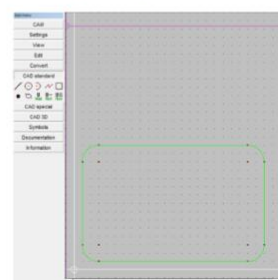 CAM
Settings
View
Edit
Convert
CAD standard
CAD special
CAD 3D
Symbols
Documentation
Information